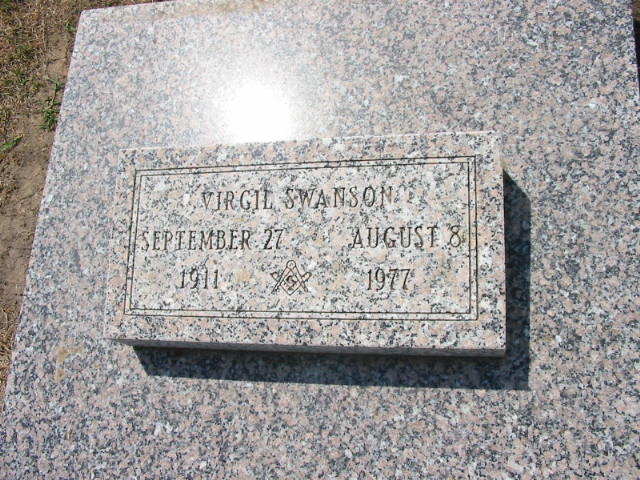 VIRGIL SWANSON
SEPTEMBER 27 AUGUST 8
1911 G 1977